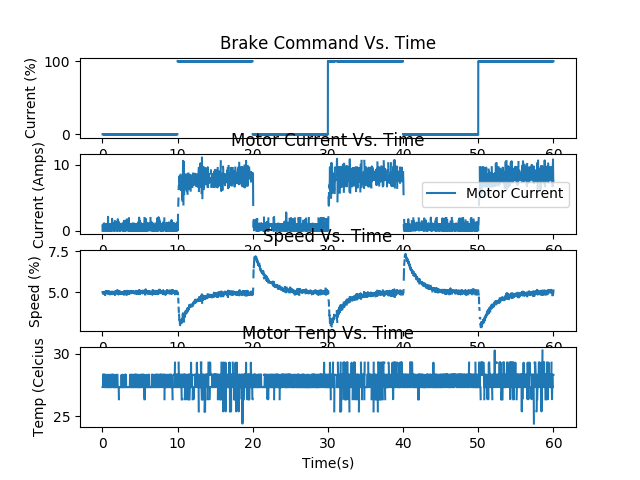 Brake Command Vs. Time
Current (%)
100
0
0 10 20 30 40 50 60
Motor Current Vs. Time
Current (Amps)
10
0
Motor Current
0 10 20 30 40 50 60
Speed Vs. Time
Speed (%)
7.5
5.0
0 10 20 30 40 50 60
Motor Tenp Vs. Time
Temp (Celcius
30
25
0 10 20 30 40 50 60
Time(s)